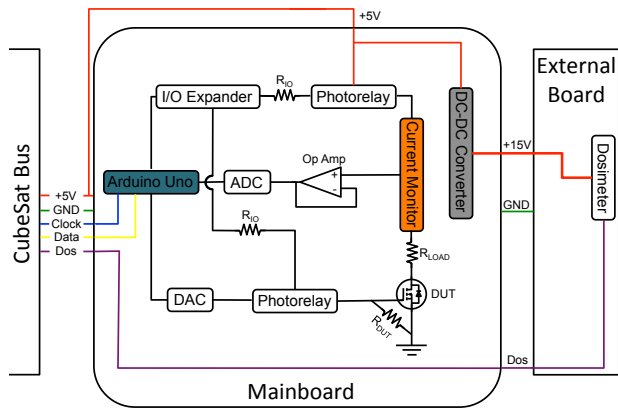 +5V
External
Board
I/O Expander
R_IO
Photorelay
DC-DC Converter
Current Monitor
+15V
Dosimeter
CubeSat Bus
Op Amp
+
-
Arduino Uno
ADC
+5V
GND
Clock
Data
Dos
GND
R_IO
R_LOAD
DUT
DAC
Photorelay
R_DUT
Dos
Mainboard